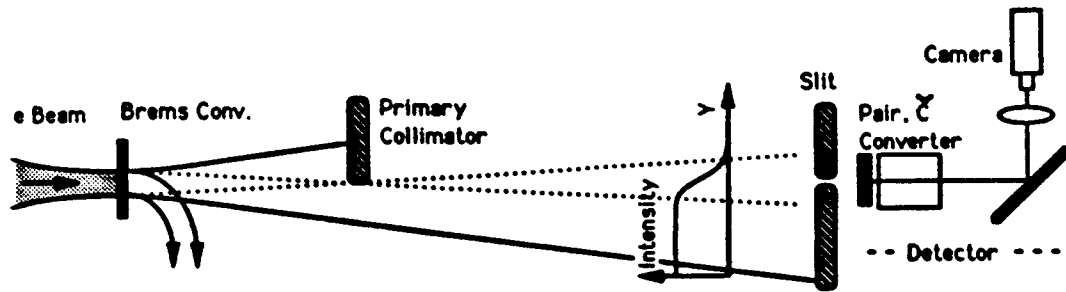 e Beam
Brems Conv.
Primary
Collimator
Y
Intensity
Slit
Pair, Č
Converter
Camera
-- Detector ----